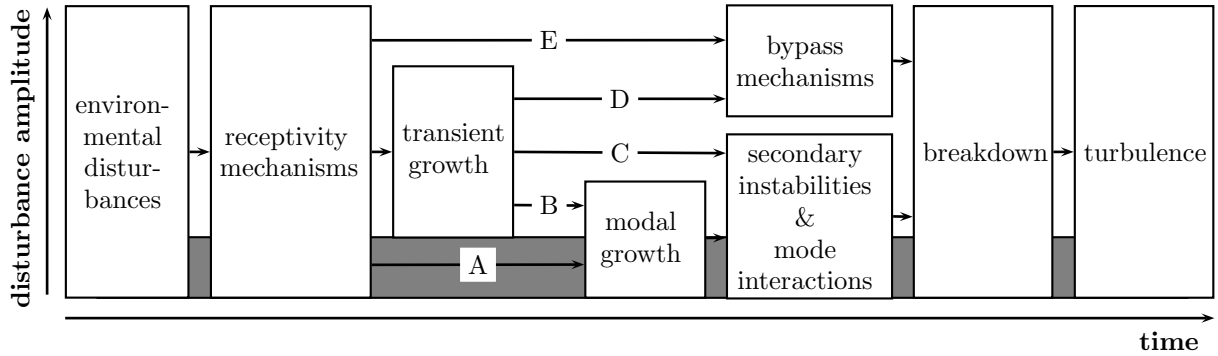 disturbance amplitude
environ-
mental
distur-
bances
receptivity
mechanisms
transient
growth
E
D
C
B
A
modal
growth
bypass
mechanisms
secondary
instabilities
&
mode
interactions
breakdown
turbulence
time